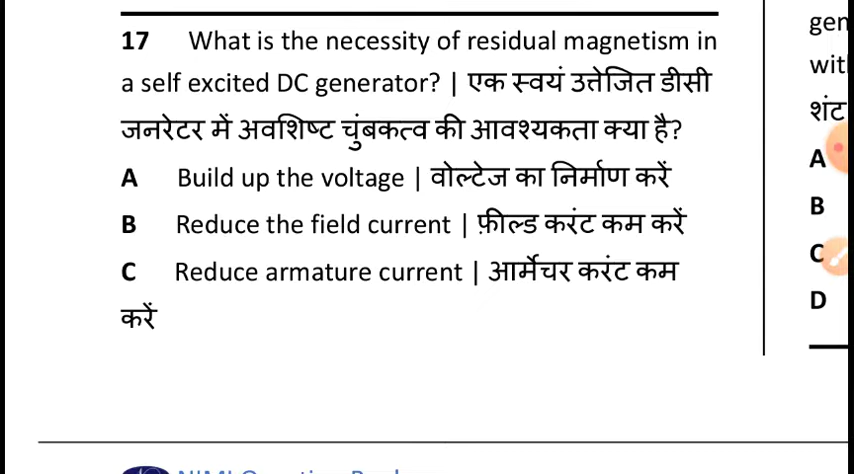 17 What is the necessity of residual magnetism in
a self excited DC generator? | एक स्वयं उत्तेजित डीसी
जनरेटर में अवशिष्ट चुंबकत्व की आवश्यकता क्या है?
A Build up the voltage | वोल्टेज का निर्माण करें
B Reduce the field current | फ़ील्ड करंट कम करें
C Reduce armature current | आर्मेचर करंट कम
करें
शंट
A
B
C
D